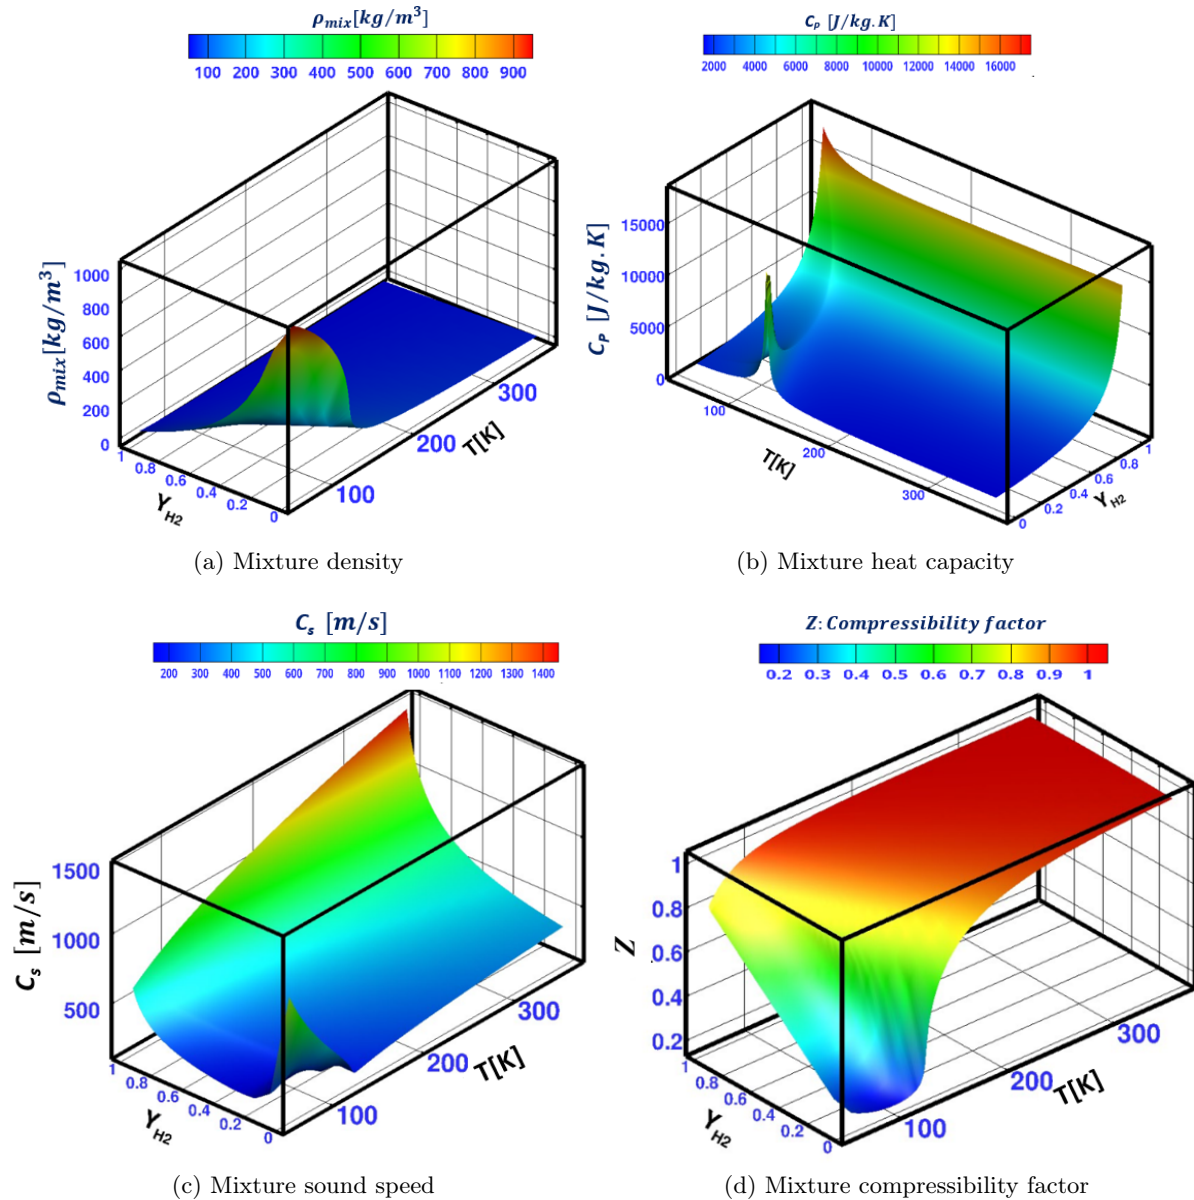 ρmix[kg/m³]
100 200 300 400 500 600 700 800 900
1000
800
600
400
200
0
ρmix[kg/m³]
1 0.8 0.6 0.4 0.2 0
YH2
100 200 300
T[K]
(a) Mixture density
CP [J/kg.K]
2000 4000 6000 8000 10000 12000 14000 16000
15000
10000
5000
0
CP [J/kg.K]
100 200 300
T[K]
0 0.2 0.4 0.6 0.8 1
YH2
(b) Mixture heat capacity
Cs [m/s]
200 300 400 500 600 700 800 900 1000 1100 1200 1300 1400
1500
1000
500
Cs [m/s]
1 0.8 0.6 0.4 0.2 0
YH2
100 200 300
T[K]
(c) Mixture sound speed
Z: Compressibility factor
0.2 0.3 0.4 0.5 0.6 0.7 0.8 0.9 1
1
0.8
0.6
0.4
0.2
Z
1 0.8 0.6 0.4 0.2 0
YH2
100 200 300
T[K]
(d) Mixture compressibility factor